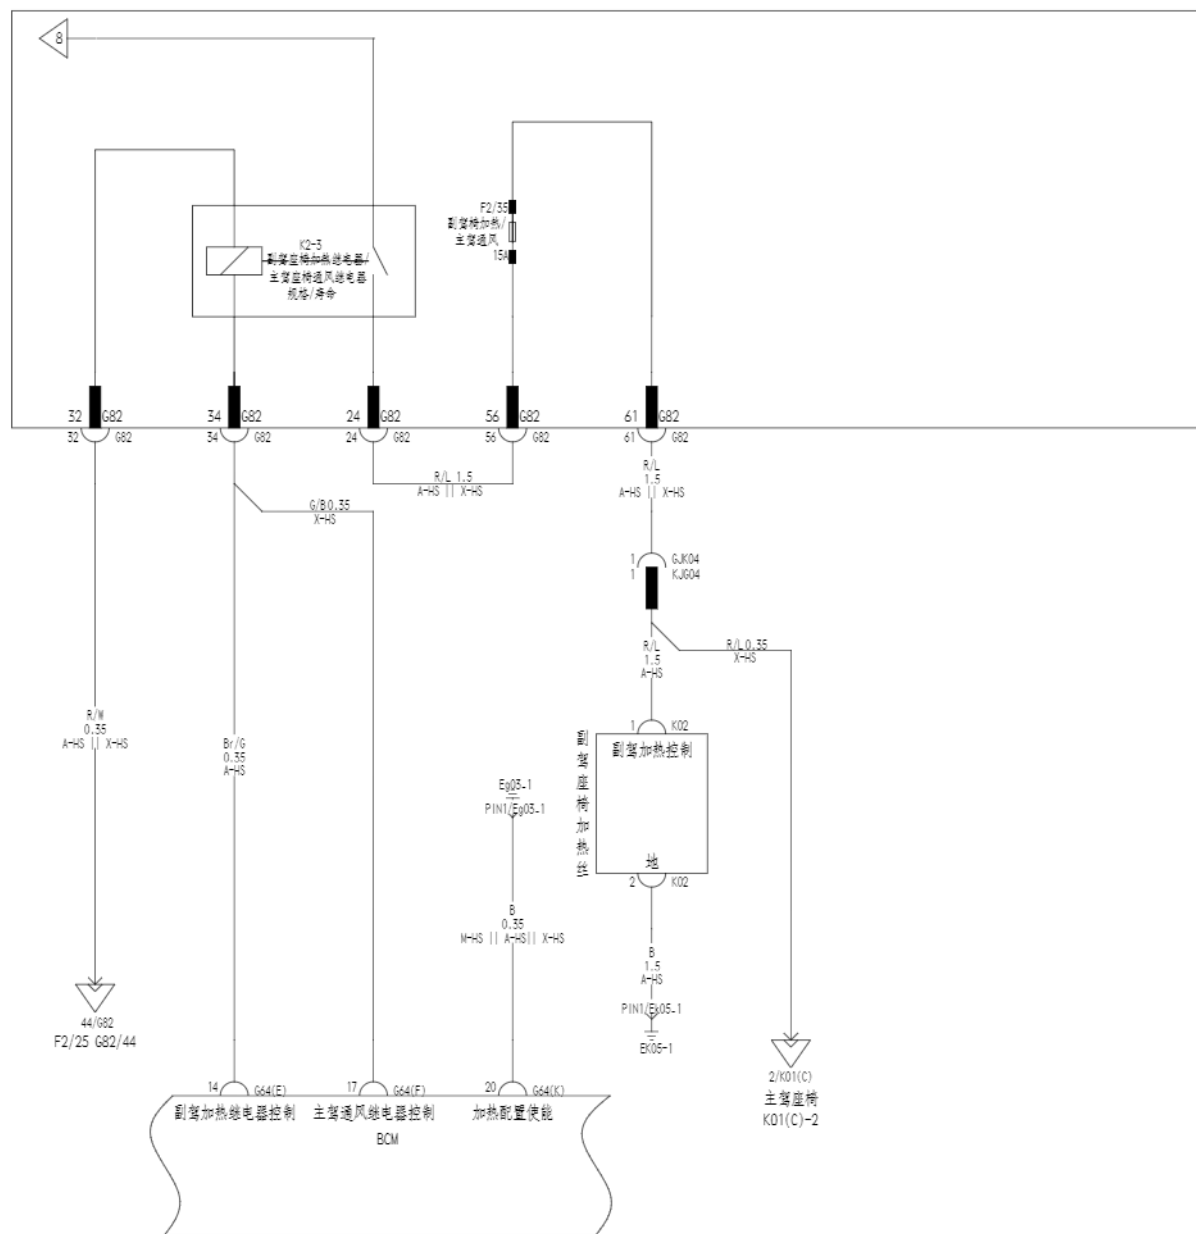 8
F2/35
副驾椅加热/
主驾通风
15A
K2-3
副驾座椅加热继电器/
主驾座椅通风继电器
规格/寿命
32 G82
34 G82
24 G82
56 G82
61 G82
32 G82
34 G82
24 G82
56 G82
61 G82
R/L 1.5
A-HS || X-HS
R/L
1.5
A-HS || X-HS
G/B 0.35
X-HS
1 GJK04
1 KJG04
R/L
1.5
A-HS
R/L 0.35
X-HS
R/W
0.35
A-HS || X-HS
Br/G
0.35
A-HS
1 K02
副驾座椅加热丝
副驾加热控制
地
2 K02
Eg03-1
PIN1/Eg03-1
B
0.35
M-HS || A-HS|| X-HS
B
1.5
A-HS
PIN1/Ek05-1
EK05-1
44/G82
F2/25 G82/44
2/K01(C)
主驾座椅
K01(C)-2
14 G64(E)
17 G64(F)
20 G64(K)
副驾加热继电器控制
主驾通风继电器控制
加热配置使能
BCM